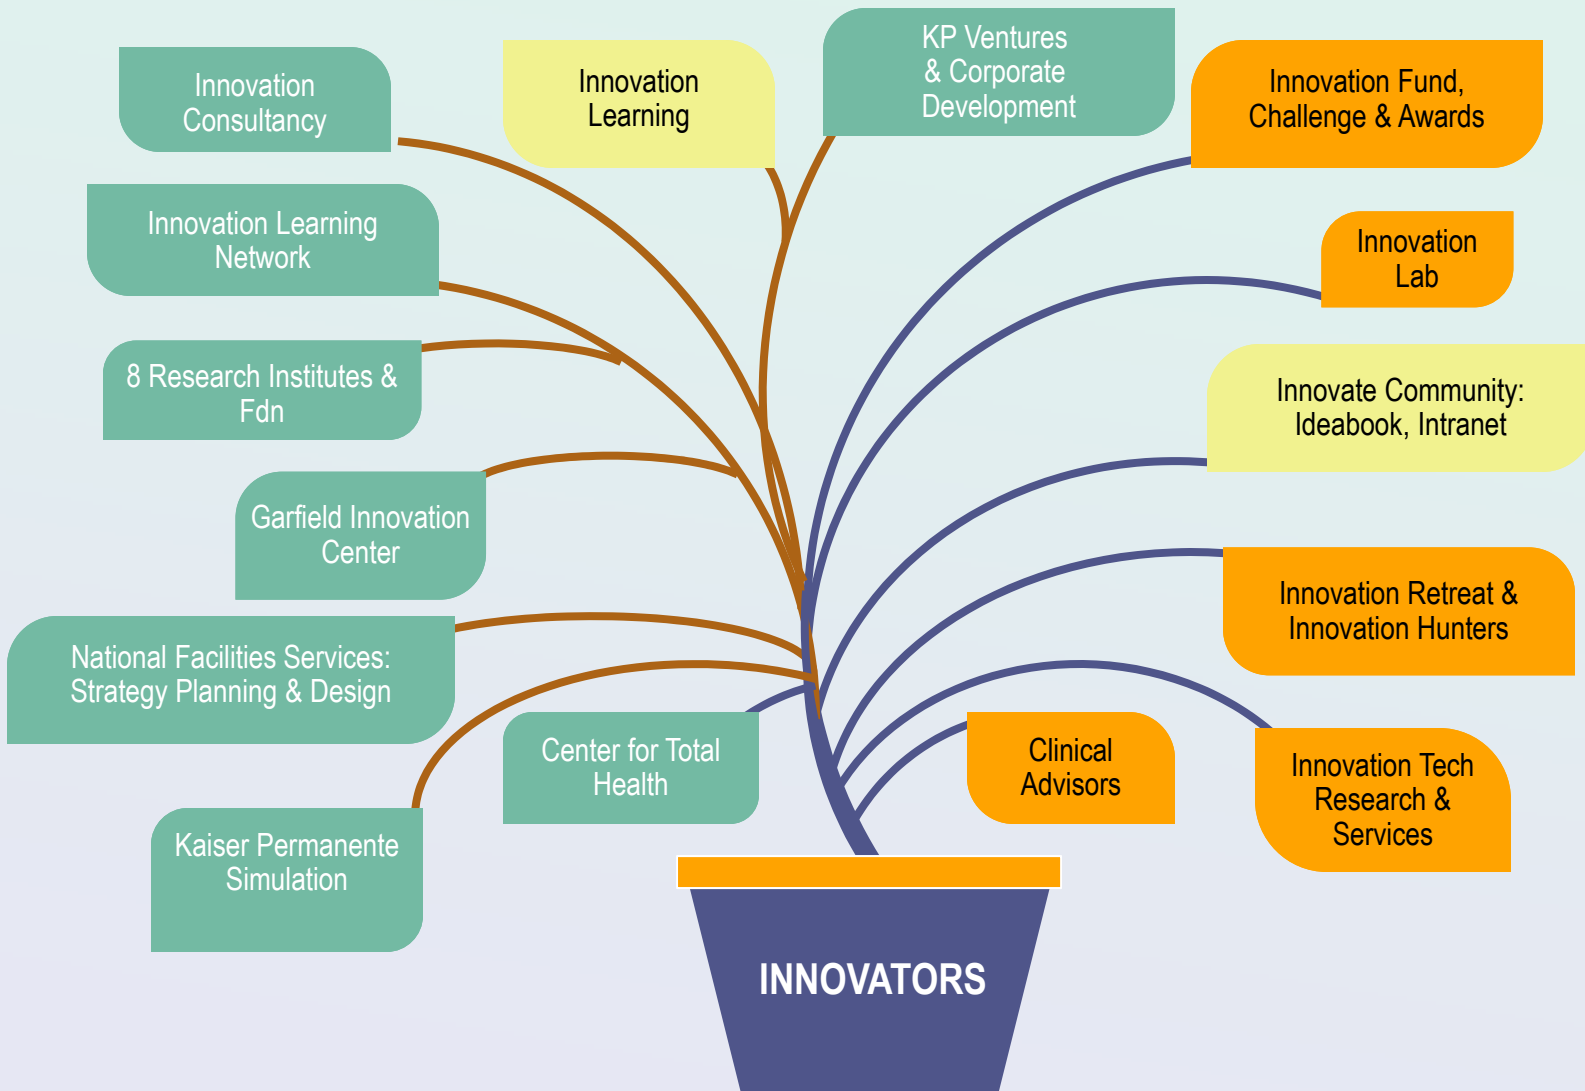 Innovation
Consultancy
Innovation
Learning
KP Ventures
& Corporate
Development
Innovation Fund,
Challenge & Awards
Innovation Learning
Network
Innovation
Lab
8 Research Institutes &
Fdn
Innovate Community:
Ideabook, Intranet
Garfield Innovation
Center
Innovation Retreat &
Innovation Hunters
National Facilities Services:
Strategy Planning & Design
Center for Total
Health
Clinical
Advisors
Innovation Tech
Research &
Services
Kaiser Permanente
Simulation
INNOVATORS